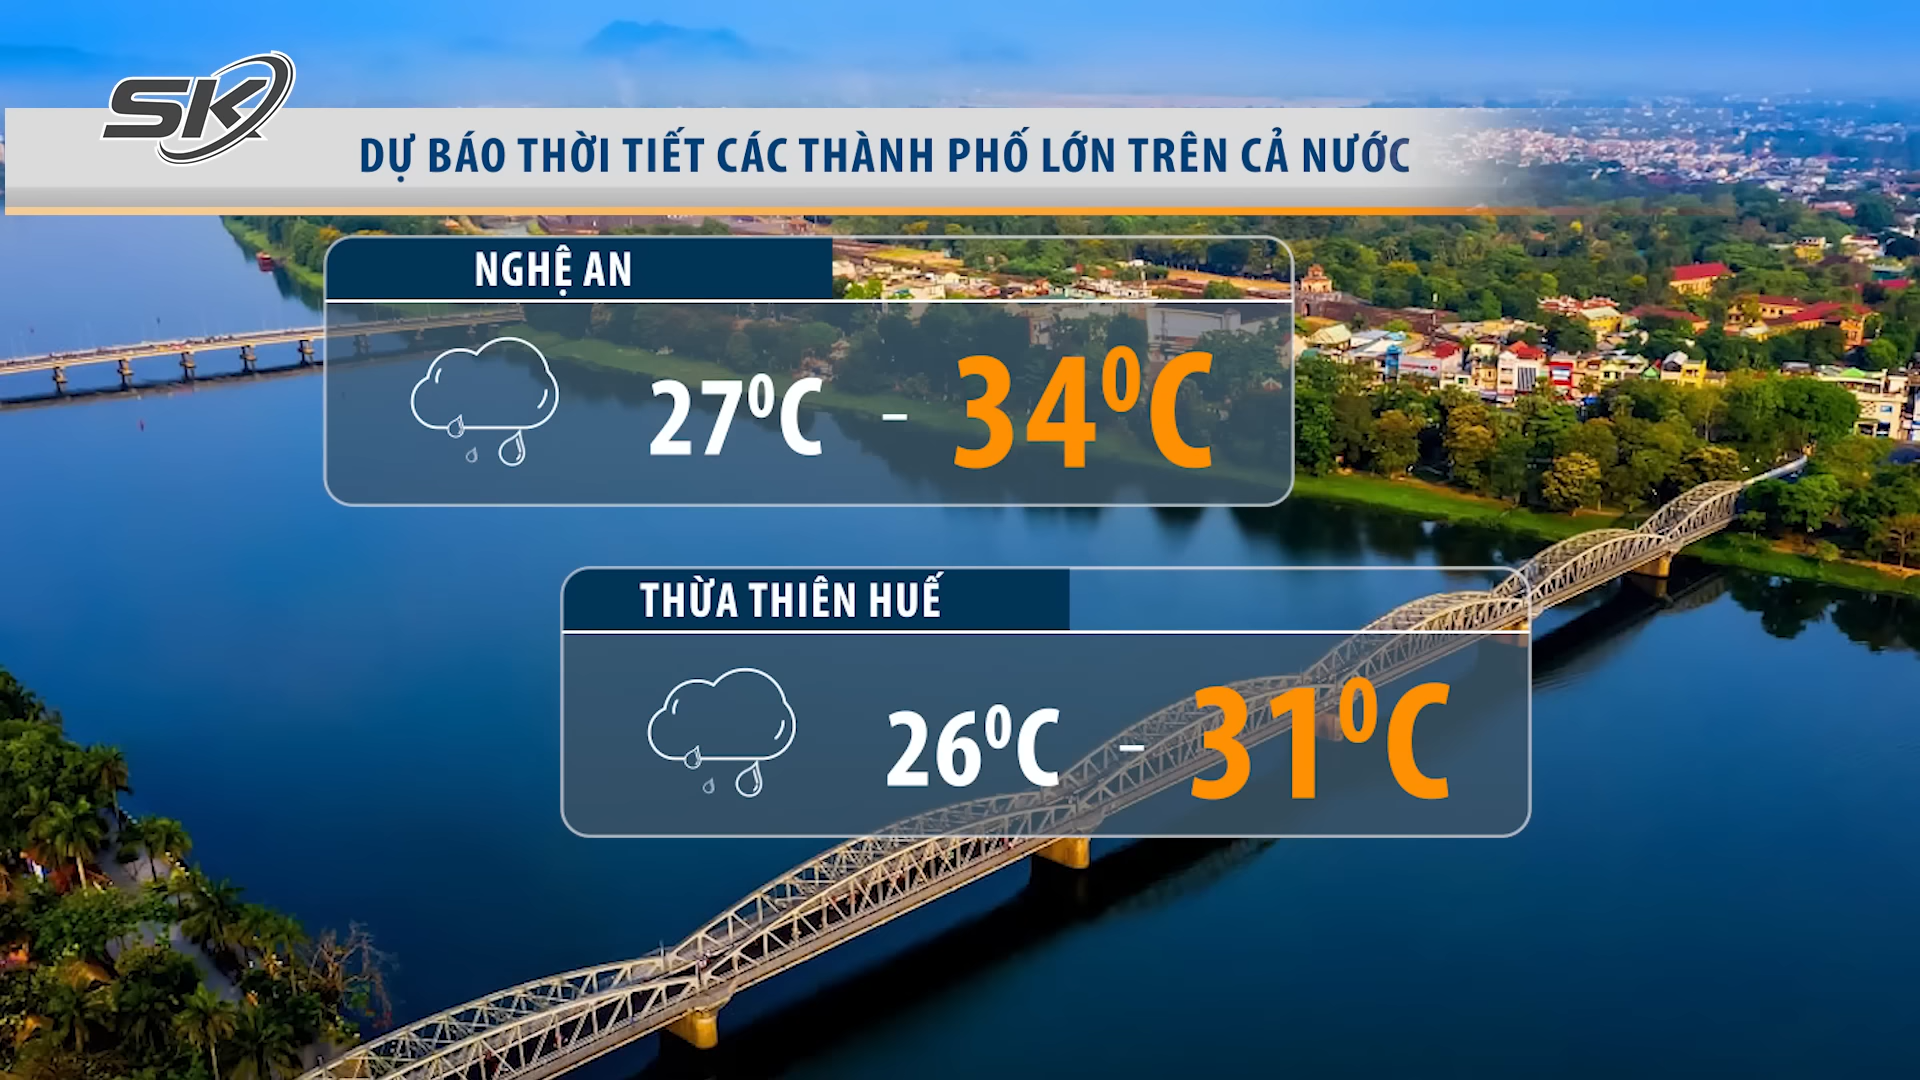 SK
DỰ BÁO THỜI TIẾT CÁC THÀNH PHỐ LỚN TRÊN CẢ NƯỚC
NGHỆ AN
27⁰C - 34⁰C
THỪA THIÊN HUẾ
26⁰C - 31⁰C